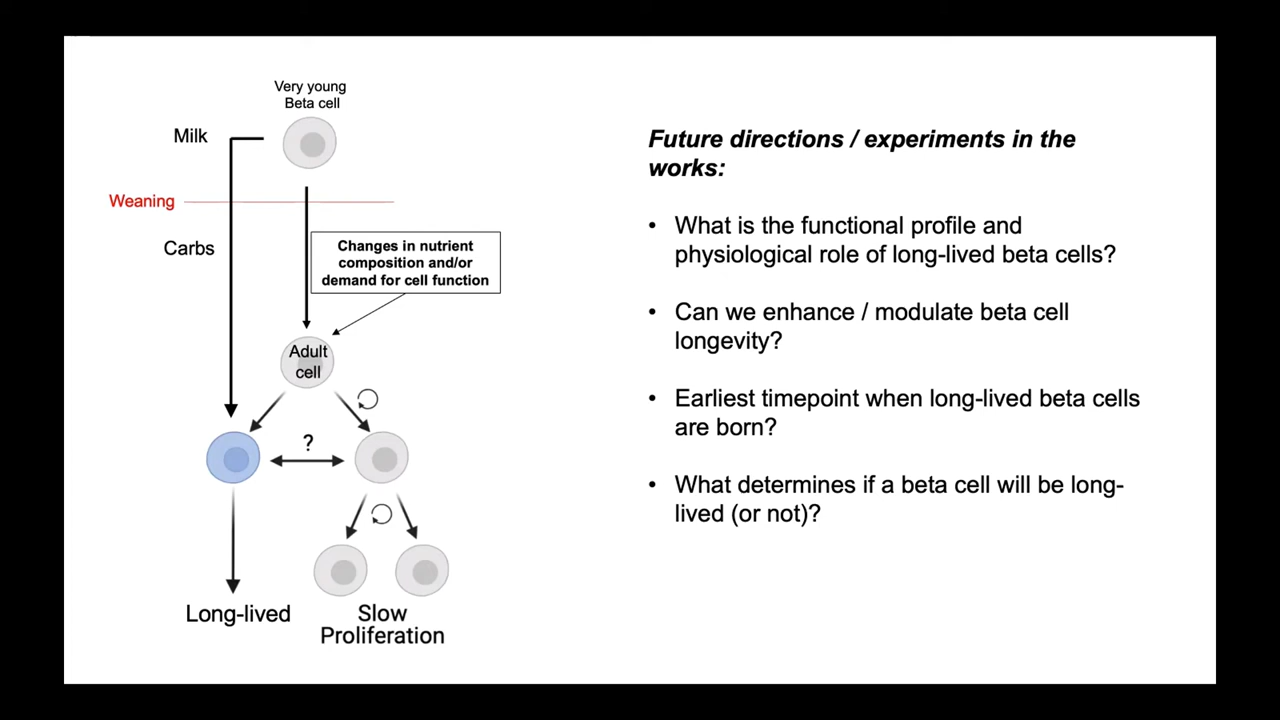 Very young
Beta cell
Milk
Weaning
Carbs
Changes in nutrient
composition and/or
demand for cell function
Adult
cell
?
Long-lived
Slow
Proliferation
Future directions / experiments in the
works:
• What is the functional profile and
physiological role of long-lived beta cells?
• Can we enhance / modulate beta cell
longevity?
• Earliest timepoint when long-lived beta cells
are born?
• What determines if a beta cell will be long-
lived (or not)?